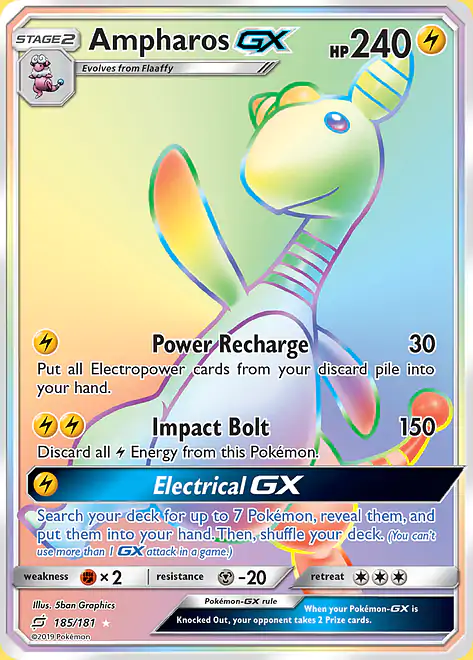 STAGE 2 Ampharos GX HP 240
Evolves from Flaaffy
Power Recharge 30
Put all Electropower cards from your discard pile into
your hand.
Impact Bolt 150
Discard all Energy from this Pokémon.
Electrical GX
Search your deck for up to 7 Pokémon, reveal them, and
put them into your hand. Then, shuffle your deck. (You can't
use more than 1 GX attack in a game.)
weakness ×2 resistance -20 retreat
Illus. 5ban Graphics
185/181
©2019 Pokémon
Pokémon-GX rule
When your Pokémon-GX is
Knocked Out, your opponent takes 2 Prize cards.